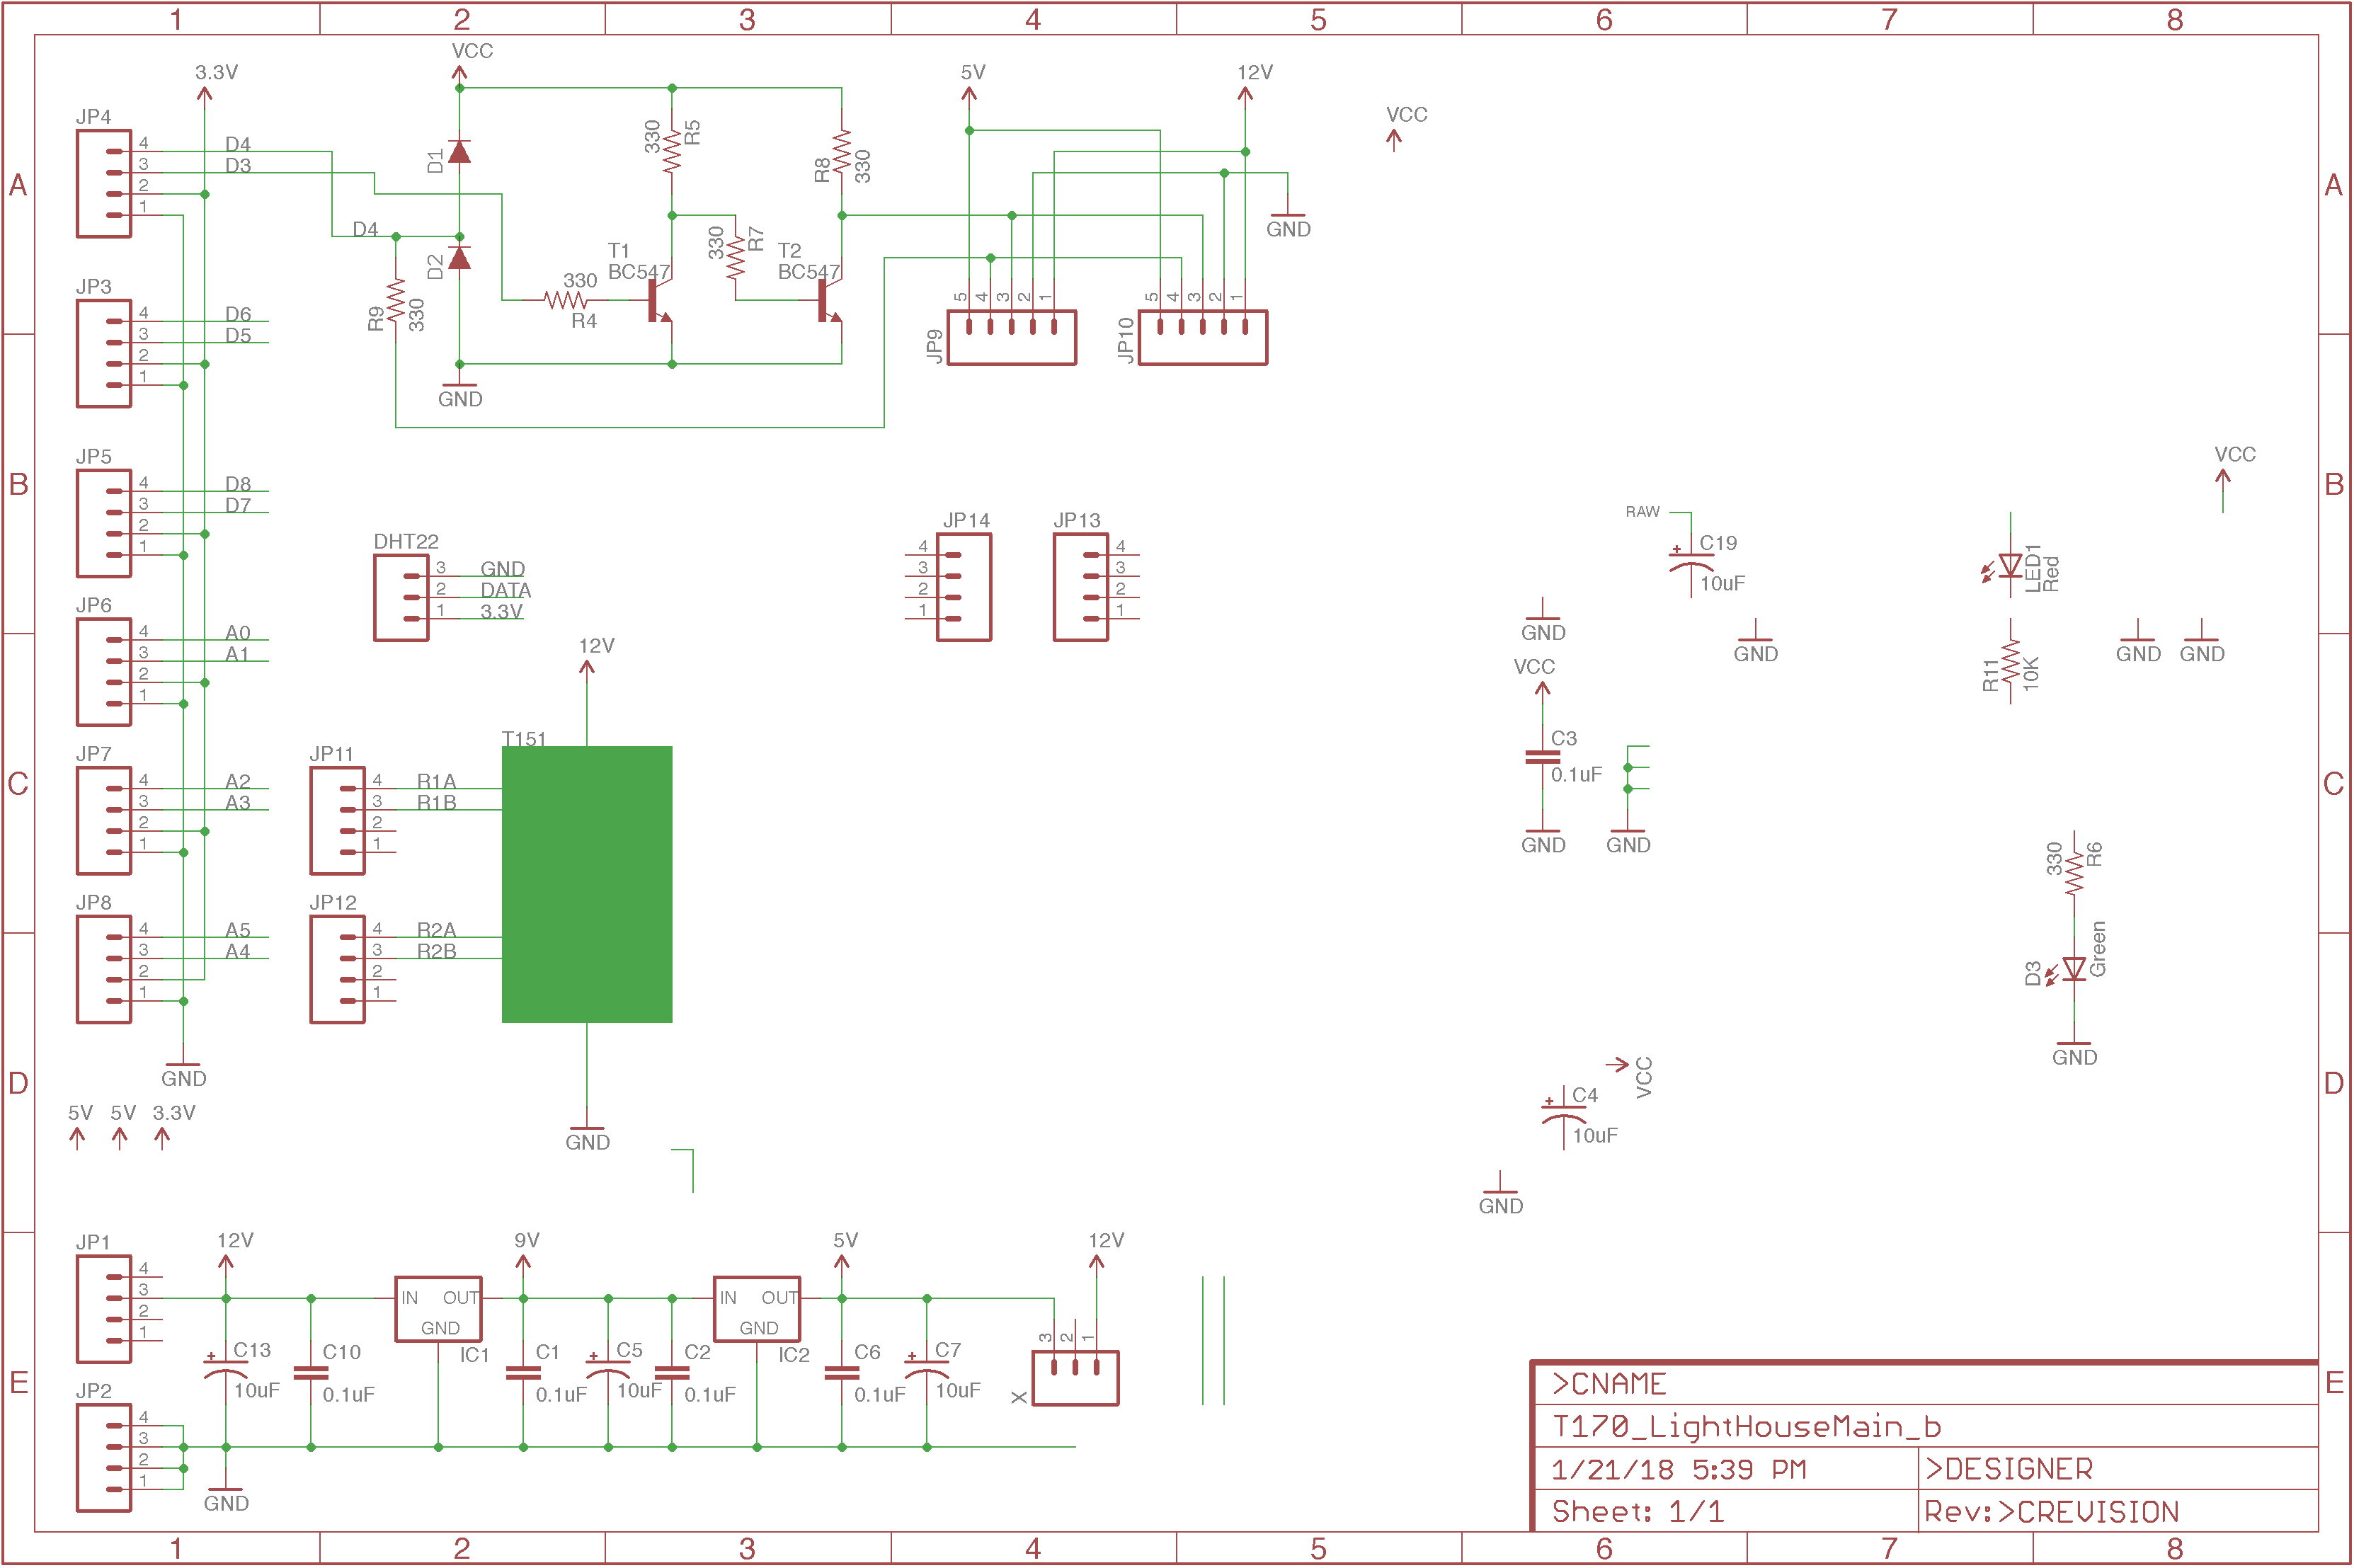 1 2 3 4 5 6 7 8
A A
B B
C C
D D
E E
3.3V
JP4
4 D4
3 D3
2
1
JP3
4 D6
3 D5
2
1
JP5
4 D8
3 D7
2
1
JP6
4 A0
3 A1
2
1
JP7
4 A2
3 A3
2
1
JP8
4 A5
3 A4
2
1
GND
5V 5V 3.3V
VCC
D1
D4
D2
R9
330
GND
330
R4
T1
BC547
330
R5
330
R7
T2
BC547
R8
330
5V
12V
GND
5 4 3 2 1
JP9
5 4 3 2 1
JP10
VCC
DHT22
3 GND
2 DATA
1 3.3V
JP14
4
3
2
1
JP13
4
3
2
1
12V
T151
JP11
4 R1A
3 R1B
2
1
JP12
4 R2A
3 R2B
2
1
GND
RAW
C19
10uF
GND
GND
VCC
C3
0.1uF
GND
GND
LED1
Red
R11
10K
VCC
GND GND
330
R6
D3
Green
GND
VCC
C4
10uF
GND
JP1
4
3
2
1
JP2
4
3
2
1
12V
C13
10uF
C10
0.1uF
GND
IN OUT
GND
IC1
9V
C1
0.1uF
C5
10uF
C2
0.1uF
IN OUT
GND
IC2
5V
C6
0.1uF
C7
10uF
12V
3 2 1
X
>CNAME
T170_LightHouseMain_b
1/21/18 5:39 PM >DESIGNER
Sheet: 1/1 Rev:>CREVISION
1 2 3 4 5 6 7 8